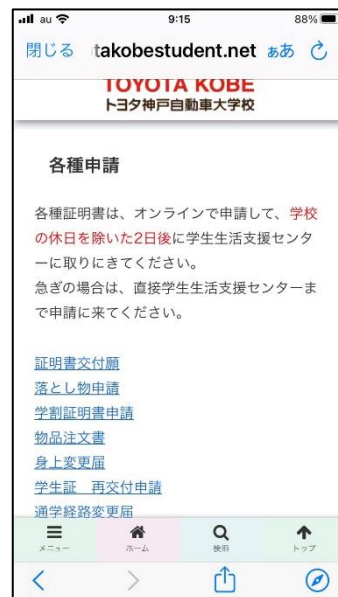 au 9:15 88%
閉じる takobestudent.net ぁあ
TOYOTA KOBE
トヨタ神戸自動車大学校
各種申請
各種証明書は、オンラインで申請して、学校
の休日を除いた2日後に学生生活支援センタ
ーに取りにきてください。
急ぎの場合は、直接学生生活支援センターま
で申請に来てください。
証明書交付願
落とし物申請
学割証明書申請
物品注文書
身上変更届
学生証 再交付申請
通学経路変更届
メニュー ホーム 検索 トップ